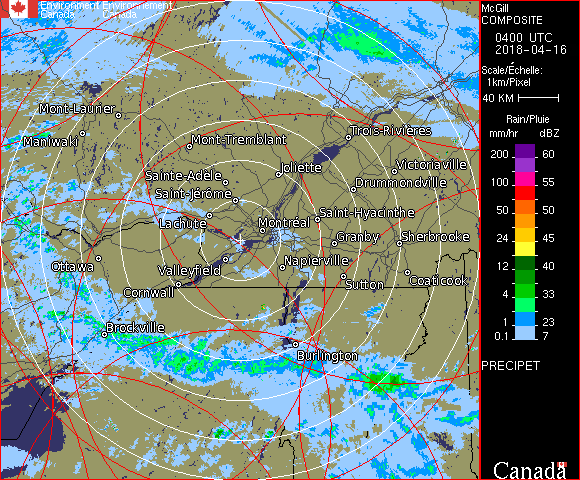 Environment Environnement
Canada Canada
McGill
COMPOSITE
0400 UTC
2018-04-16
Scale/Échelle:
1km/Pixel
40 KM
Rain/Pluie
mm/hr dBZ
200 60
100 55
50 50
24 45
12 40
4 33
1 23
0.1 7
PRECIPET
Canada
Mont-Laurier
Maniwaki
Mont-Tremblant
Trois-Rivières
Sainte-Adèle
Joliette
Victoriaville
Saint-Jérôme
Drummondville
Lachute
Montréal
Saint-Hyacinthe
Granby
Sherbrooke
Ottawa
Valleyfield
Napierville
Cornwall
Sutton
Coaticook
Brockville
Burlington